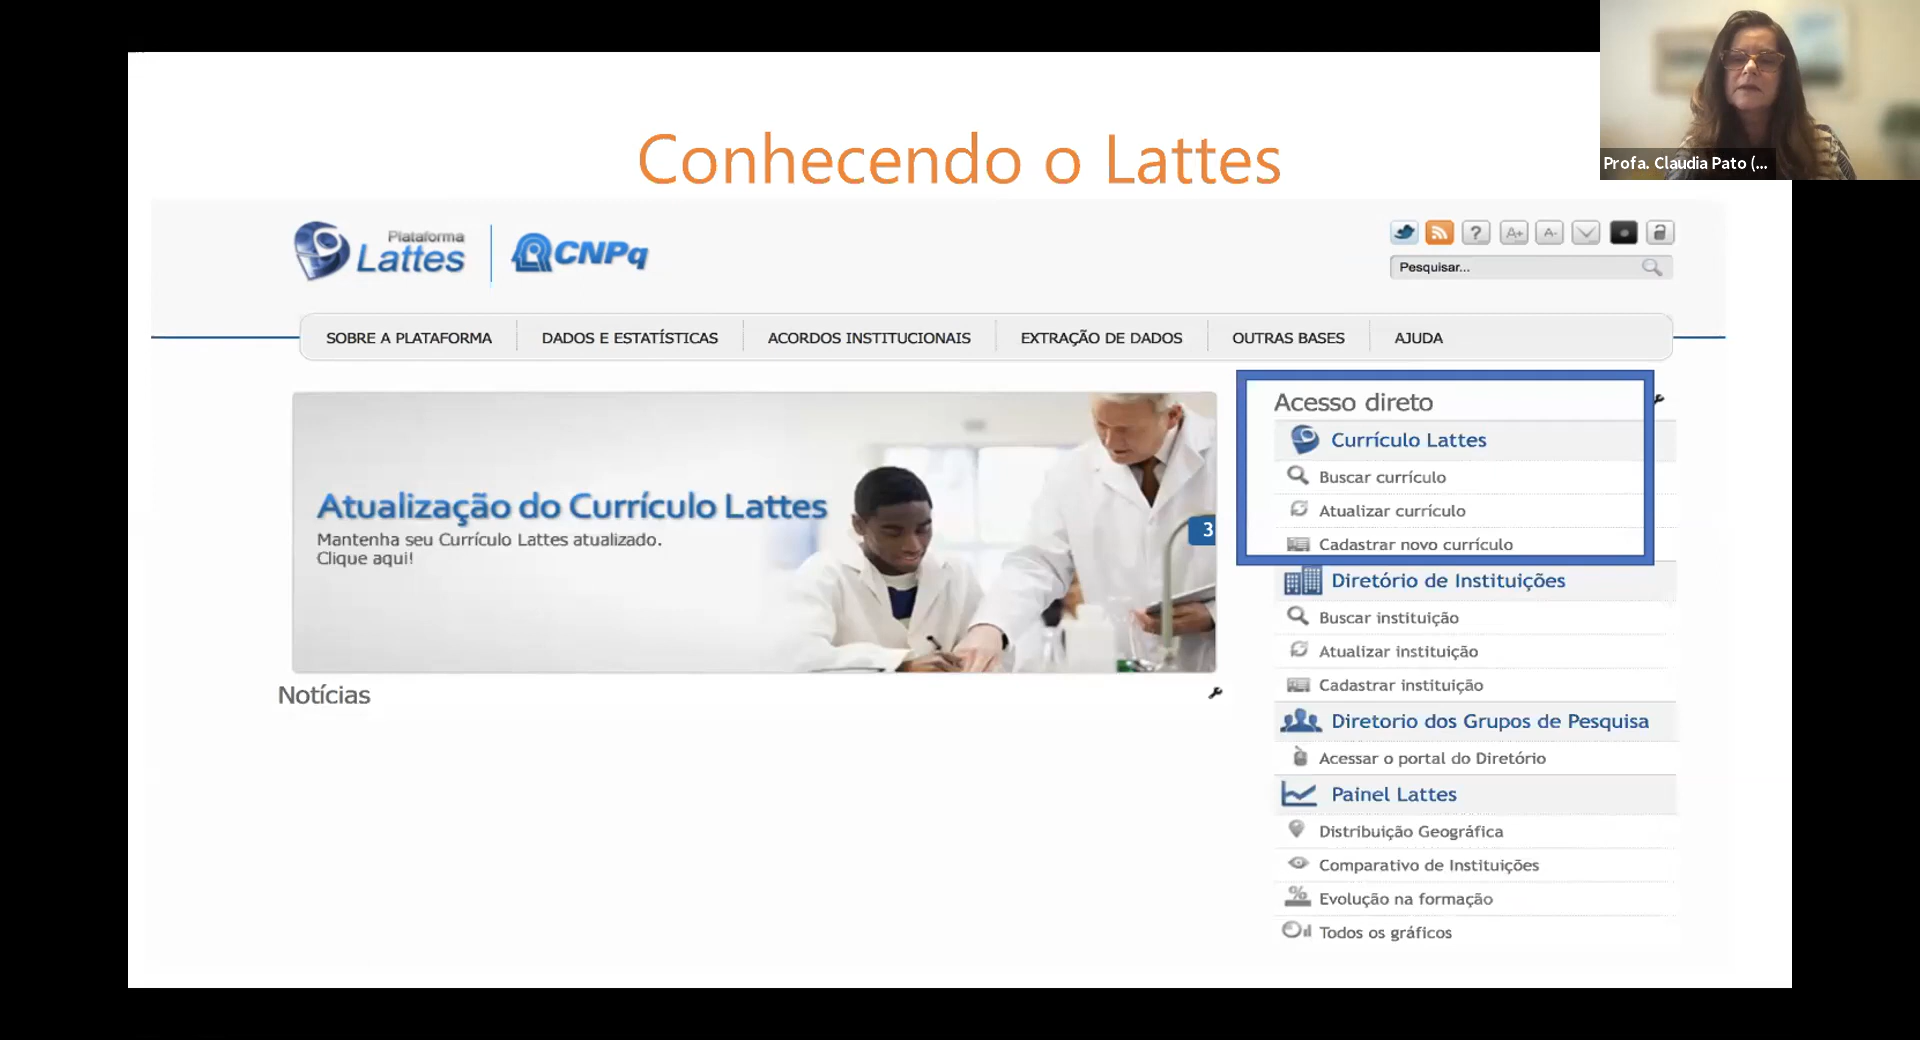 Conhecendo o Lattes
Profa. Claudia Pato (...
Plataforma
Lattes
CNPq
?
A+
A-
Pesquisar...
SOBRE A PLATAFORMA
DADOS E ESTATÍSTICAS
ACORDOS INSTITUCIONAIS
EXTRAÇÃO DE DADOS
OUTRAS BASES
AJUDA
Atualização do Currículo Lattes
Mantenha seu Currículo Lattes atualizado.
Clique aqui!
3
Notícias
Acesso direto
Currículo Lattes
Buscar currículo
Atualizar currículo
Cadastrar novo currículo
Diretório de Instituições
Buscar instituição
Atualizar instituição
Cadastrar instituição
Diretorio dos Grupos de Pesquisa
Acessar o portal do Diretório
Painel Lattes
Distribuição Geográfica
Comparativo de Instituições
%
Evolução na formação
Todos os gráficos